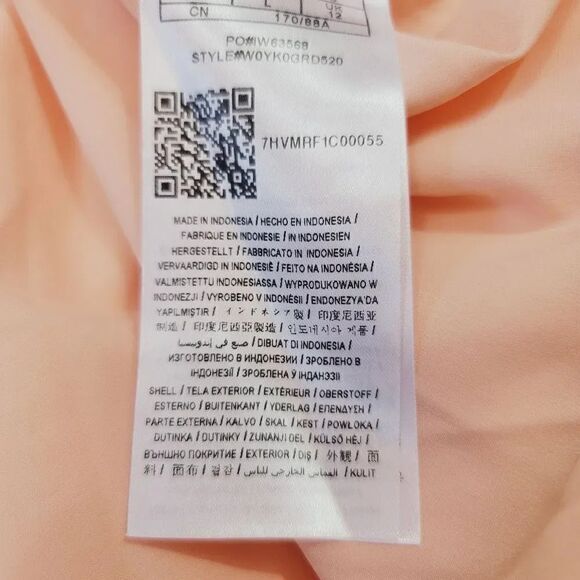 L
UK
12
CN
170/88A
PO#IW63568
STYLE#W0YK0GRD520
7HVMRF1C00055
MADE IN INDONESIA / HECHO EN INDONESIA /
FABRIQUE EN INDONESIE / IN INDONESIEN
HERGESTELLT / FABBRICATO IN INDONESIA /
VERVAARDIGD IN INDONESIË / FEITO NA INDONÉSIA /
VALMISTETTU INDONESIASSA / WYPRODUKOWANO W
INDONEZJI / VYROBENO V INDONÉSII / ENDONEZYA'DA
YAPILMIŞTIR / インドネシア製 / 印度尼西亚
制造 / 印度尼西亞製造 / 인도네시아 제품 /
صنع في إندونيسيا / DIBUAT DI INDONESIA /
ИЗГОТОВЛЕНО В ИНДОНЕЗИИ / ЗРОБЛЕНО В
ІНДОНЕЗІЇ / ЗРОБЛЕНА Ў ІНДАНЭЗІІ
SHELL / TELA EXTERIOR / EXTÉRIEUR / OBERSTOFF /
ESTERNO / BUITENKANT / YDERLAG / ΕΠΕΝΔΥΣΗ /
PARTE EXTERNA / KALVO / SKAL / KEST / POWŁOKA /
DUTINKA / DUTINKY / ZUNANJI DEL / KÜLSŐ HÉJ /
ВЪНШНО ПОКРИТИЕ / EXTERIOR / DIŞ / 外観 / 面
料 / 面布 / 겉감 / القماش الخارجي للباس / KULIT